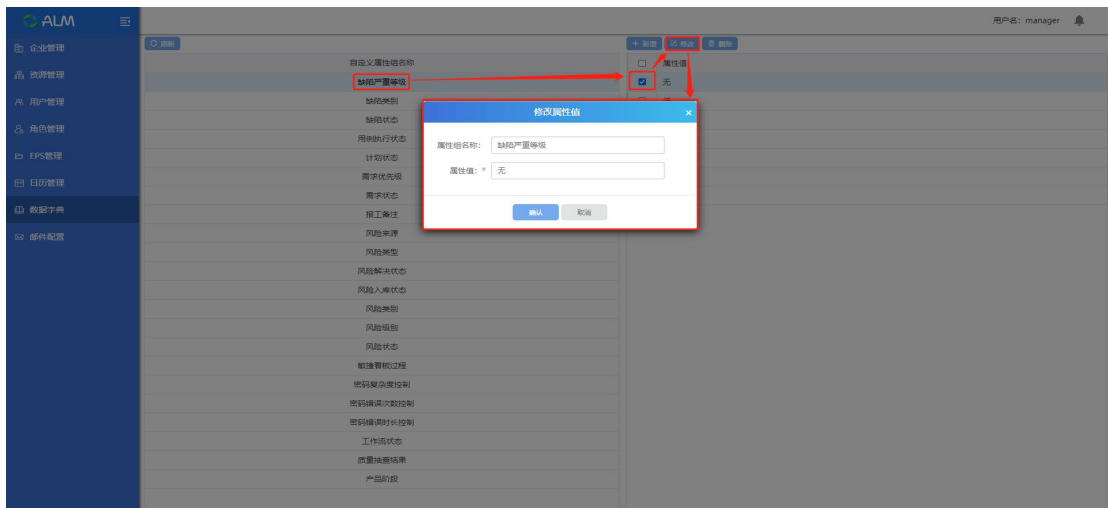 ALM
用户名: manager
企业管理
资源管理
用户管理
角色管理
EPS管理
日历管理
数据字典
邮件配置
刷新
自定义属性组名称
缺陷严重等级
缺陷类别
缺陷状态
用例执行状态
计划状态
需求优先级
需求状态
报工备注
风险来源
风险类型
风险解决状态
风险入库状态
风险类别
风险级别
风险状态
敏捷看板过程
密码复杂度控制
密码错误次数控制
密码错误时长控制
工作流状态
质量抽查结果
产品阶段
+ 新增 修改 删除
属性值
无
修改属性值 ×
属性组名称: 缺陷严重等级
属性值: * 无
确认 取消